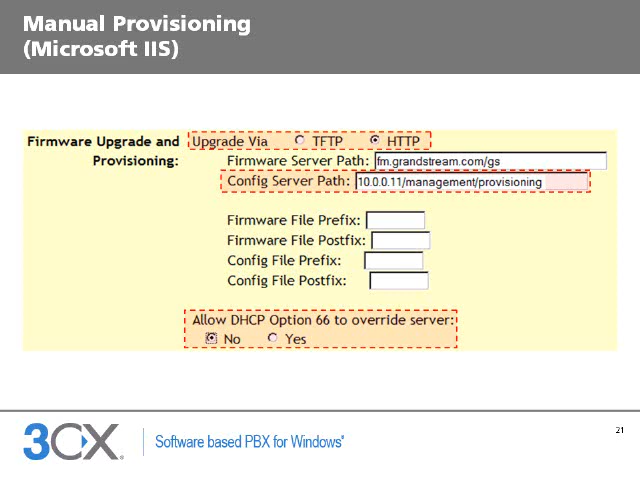 Manual Provisioning
(Microsoft IIS)
Firmware Upgrade and Provisioning:
Upgrade Via TFTP HTTP
Firmware Server Path: fm.grandstream.com/gs
Config Server Path: 10.0.0.11/management/provisioning
Firmware File Prefix:
Firmware File Postfix:
Config File Prefix:
Config File Postfix:
Allow DHCP Option 66 to override server:
No Yes
3CX®
Software based PBX for Windows®
21